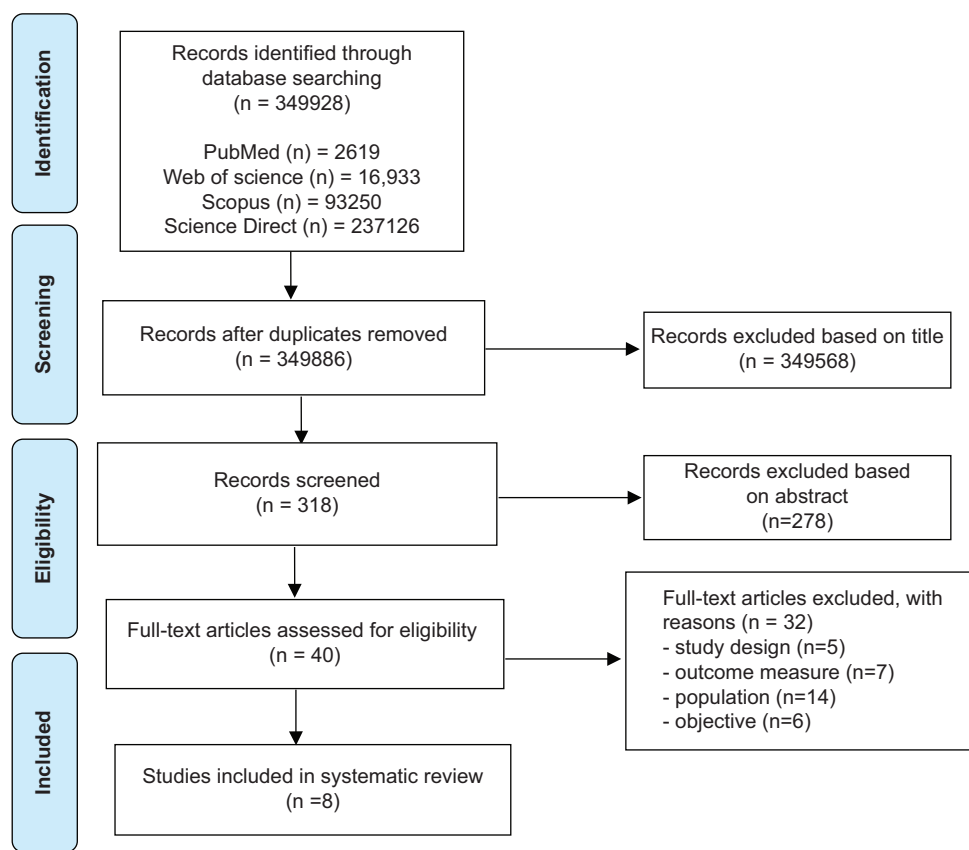 Identification
Records identified through
database searching
(n = 349928)
PubMed (n) = 2619
Web of science (n) = 16,933
Scopus (n) = 93250
Science Direct (n) = 237126
Screening
Records after duplicates removed
(n = 349886)
Records excluded based on title
(n = 349568)
Eligibility
Records screened
(n = 318)
Records excluded based
on abstract
(n=278)
Full-text articles assessed for eligibility
(n = 40)
Full-text articles excluded, with
reasons (n = 32)
- study design (n=5)
- outcome measure (n=7)
- population (n=14)
- objective (n=6)
Included
Studies included in systematic review
(n =8)